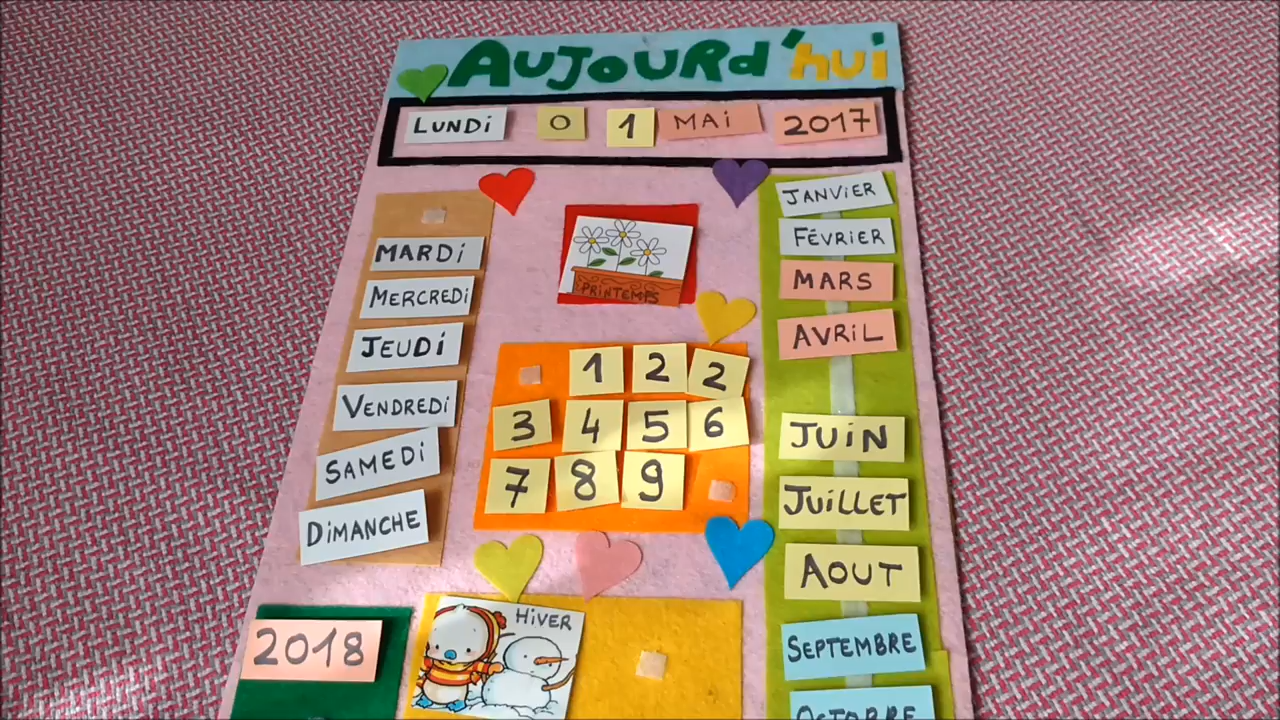 AUJOURd'hui
LUNDi 0 1 MAi 2017
MARDi
MERCREDi
JEUDi
VENDREDi
SAMEDi
DiMANCHE
PRiNTEMPS
1 2 2
3 4 5 6
7 8 9
JANVIER
FÉVRIER
MARS
AVRiL
JUiN
JUiLLET
AOUT
SEPTEMBRE
OCTOBRE
2018
HiVER